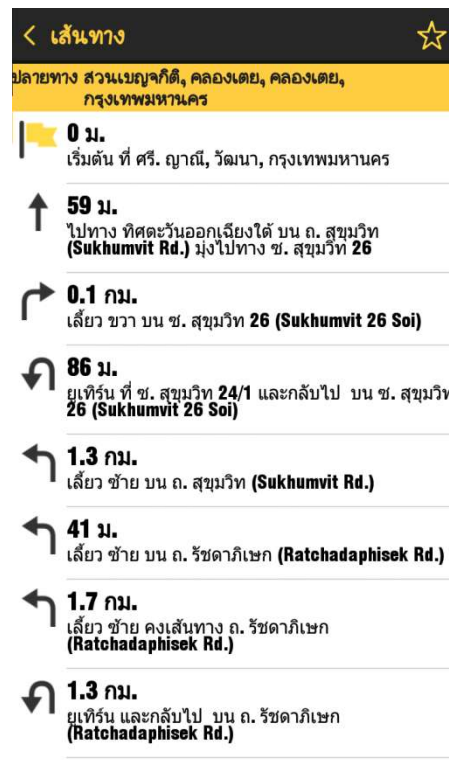 เส้นทาง
ปลายทาง สวนเบญจกิติ, คลองเตย, คลองเตย,
กรุงเทพมหานคร
0 ม.
เริ่มต้น ที่ ศรี. ญาณี, วัฒนา, กรุงเทพมหานคร
59 ม.
ไปทาง ทิศตะวันออกเฉียงใต้ บน ถ. สุขุมวิท
(Sukhumvit Rd.) มุ่งไปทาง ซ. สุขุมวิท 26
0.1 กม.
เลี้ยว ขวา บน ซ. สุขุมวิท 26 (Sukhumvit 26 Soi)
86 ม.
ยูเทิร์น ที่ ซ. สุขุมวิท 24/1 และกลับไป บน ซ. สุขุมวิท
26 (Sukhumvit 26 Soi)
1.3 กม.
เลี้ยว ซ้าย บน ถ. สุขุมวิท (Sukhumvit Rd.)
41 ม.
เลี้ยว ซ้าย บน ถ. รัชดาภิเษก (Ratchadaphisek Rd.)
1.7 กม.
เลี้ยว ซ้าย คงเส้นทาง ถ. รัชดาภิเษก
(Ratchadaphisek Rd.)
1.3 กม.
ยูเทิร์น และกลับไป บน ถ. รัชดาภิเษก
(Ratchadaphisek Rd.)